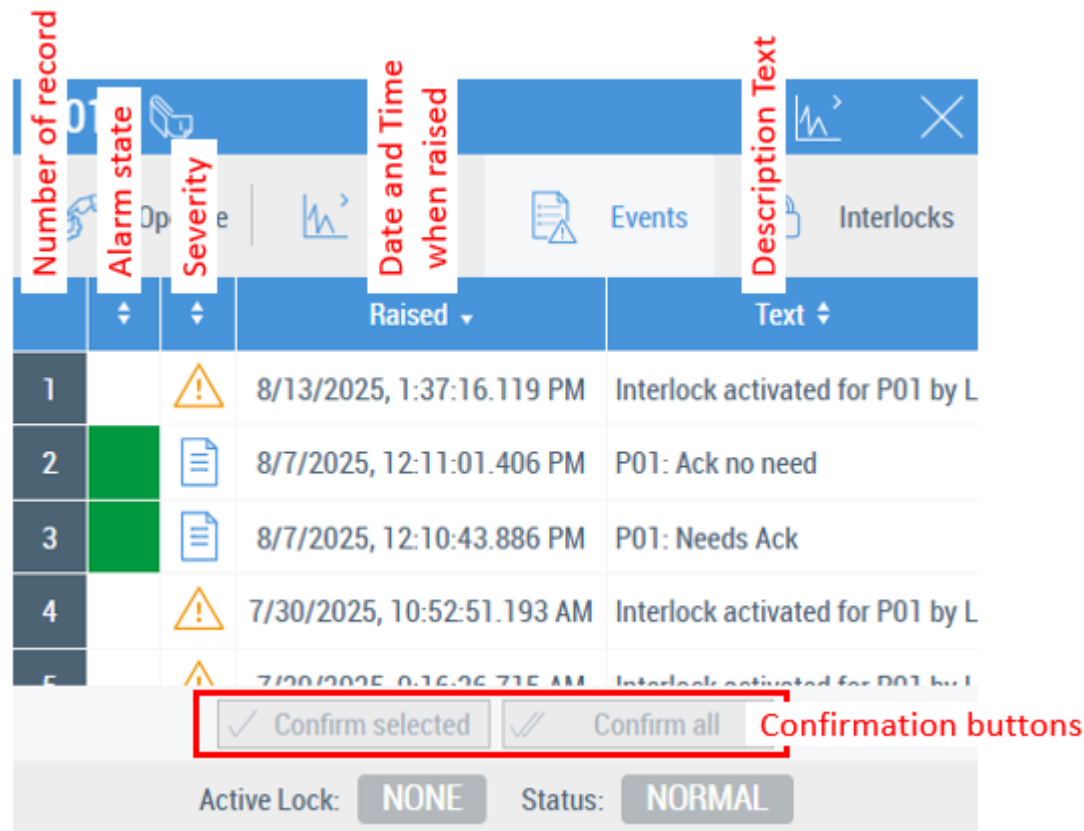 Number of record
Alarm state
Severity
Date and Time
when raised
Description Text
Events
Interlocks
Raised
Text
1
8/13/2025, 1:37:16.119 PM
Interlock activated for P01 by L
2
8/7/2025, 12:11:01.406 PM
P01: Ack no need
3
8/7/2025, 12:10:43.886 PM
P01: Needs Ack
4
7/30/2025, 10:52:51.193 AM
Interlock activated for P01 by L
Confirm selected
Confirm all
Confirmation buttons
Active Lock:
NONE
Status:
NORMAL